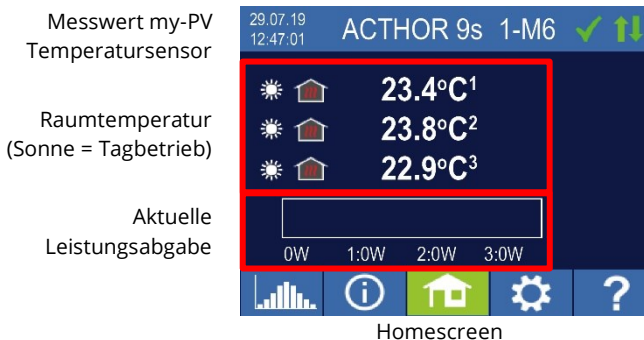 Messwert my-PV
Temperatursensor
Raumtemperatur
(Sonne = Tagbetrieb)
Aktuelle
Leistungsabgabe
29.07.19
12:47:01
ACTHOR 9s 1-M6
23.4°C1
23.8°C2
22.9°C3
0W 1:0W 2:0W 3:0W
i
?
Homescreen